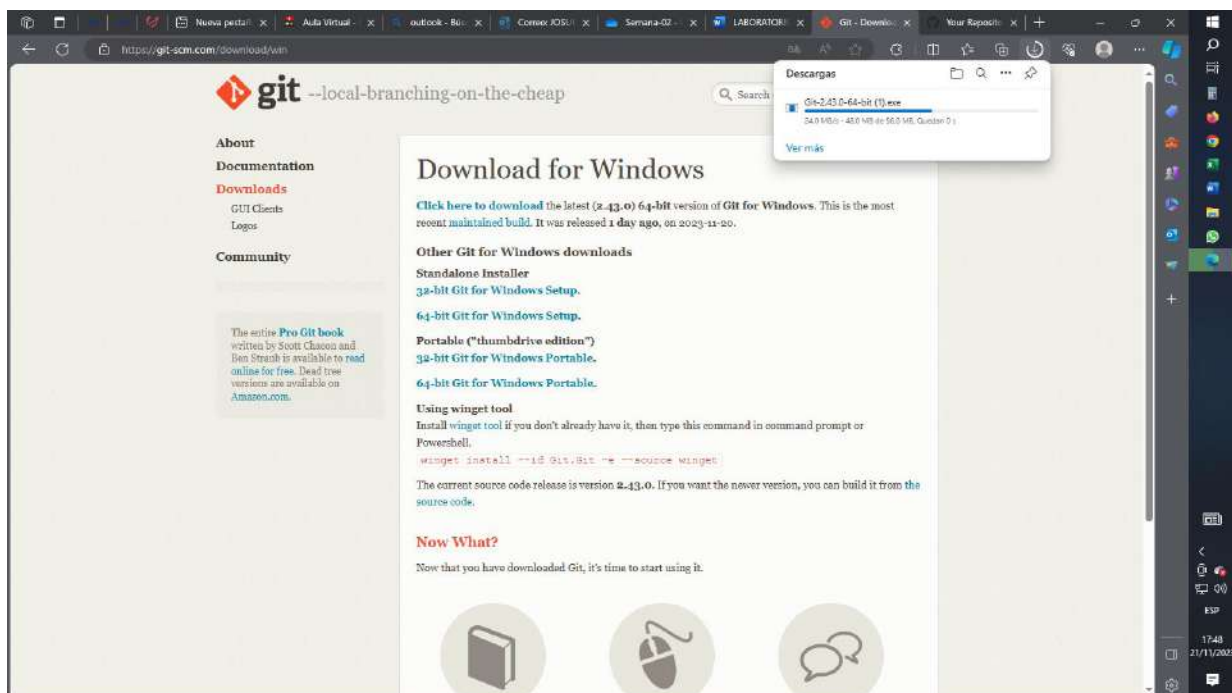 Nueva pestañ
Aula Virtual -
outlook - Bús
Correo: JOSU
Semana-02 -
LABORATORI
Git - Downlo
Your Reposito
https://git-scm.com/download/win
git --local-branching-on-the-cheap
Search
Descargas
Git-2.43.0-64-bit (1).exe
Ver más
About
Documentation
Downloads
GUI Clients
Logos
Community
The entire Pro Git book
written by Scott Chacon and
Ben Straub is available to read
online for free. Dead tree
versions are available on
Amazon.com.
Download for Windows
Click here to download the latest (2.43.0) 64-bit version of Git for Windows. This is the most
recent maintained build. It was released 1 day ago, on 2023-11-20.
Other Git for Windows downloads
Standalone Installer
32-bit Git for Windows Setup.
64-bit Git for Windows Setup.
Portable ("thumbdrive edition")
32-bit Git for Windows Portable.
64-bit Git for Windows Portable.
Using winget tool
Install winget tool if you don't already have it, then type this command in command prompt or
Powershell.
winget install --id Git.Git -e --source winget
The current source code release is version 2.43.0. If you want the newer version, you can build it from the
source code.
Now What?
Now that you have downloaded Git, it's time to start using it.
ESP
17:48
21/11/2023